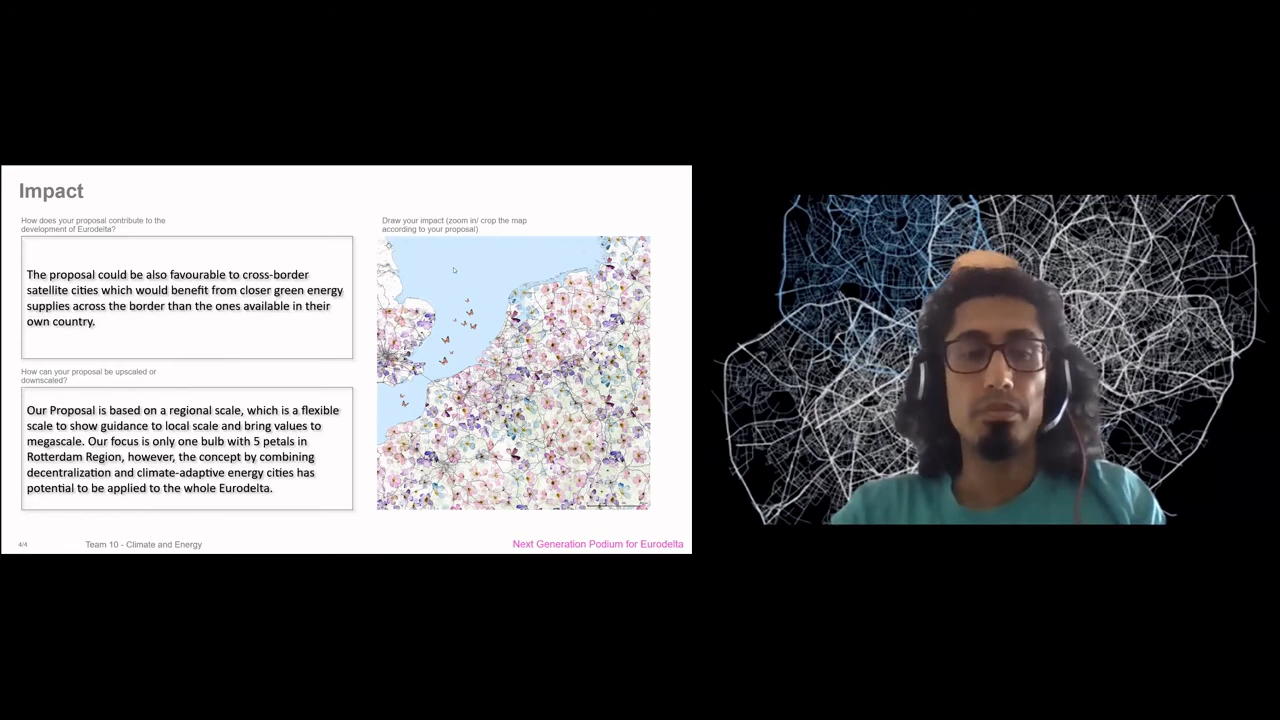 Impact
How does your proposal contribute to the
development of Eurodelta?
The proposal could be also favourable to cross-border
satellite cities which would benefit from closer green energy
supplies across the border than the ones available in their
own country.
How can your proposal be upscaled or
downscaled?
Our Proposal is based on a regional scale, which is a flexible
scale to show guidance to local scale and bring values to
megascale. Our focus is only one bulb with 5 petals in
Rotterdam Region, however, the concept by combining
decentralization and climate-adaptive energy cities has
potential to be applied to the whole Eurodelta.
Draw your impact (zoom in/ crop the map
according to your proposal)
4/4
Team 10 - Climate and Energy
Next Generation Podium for Eurodelta